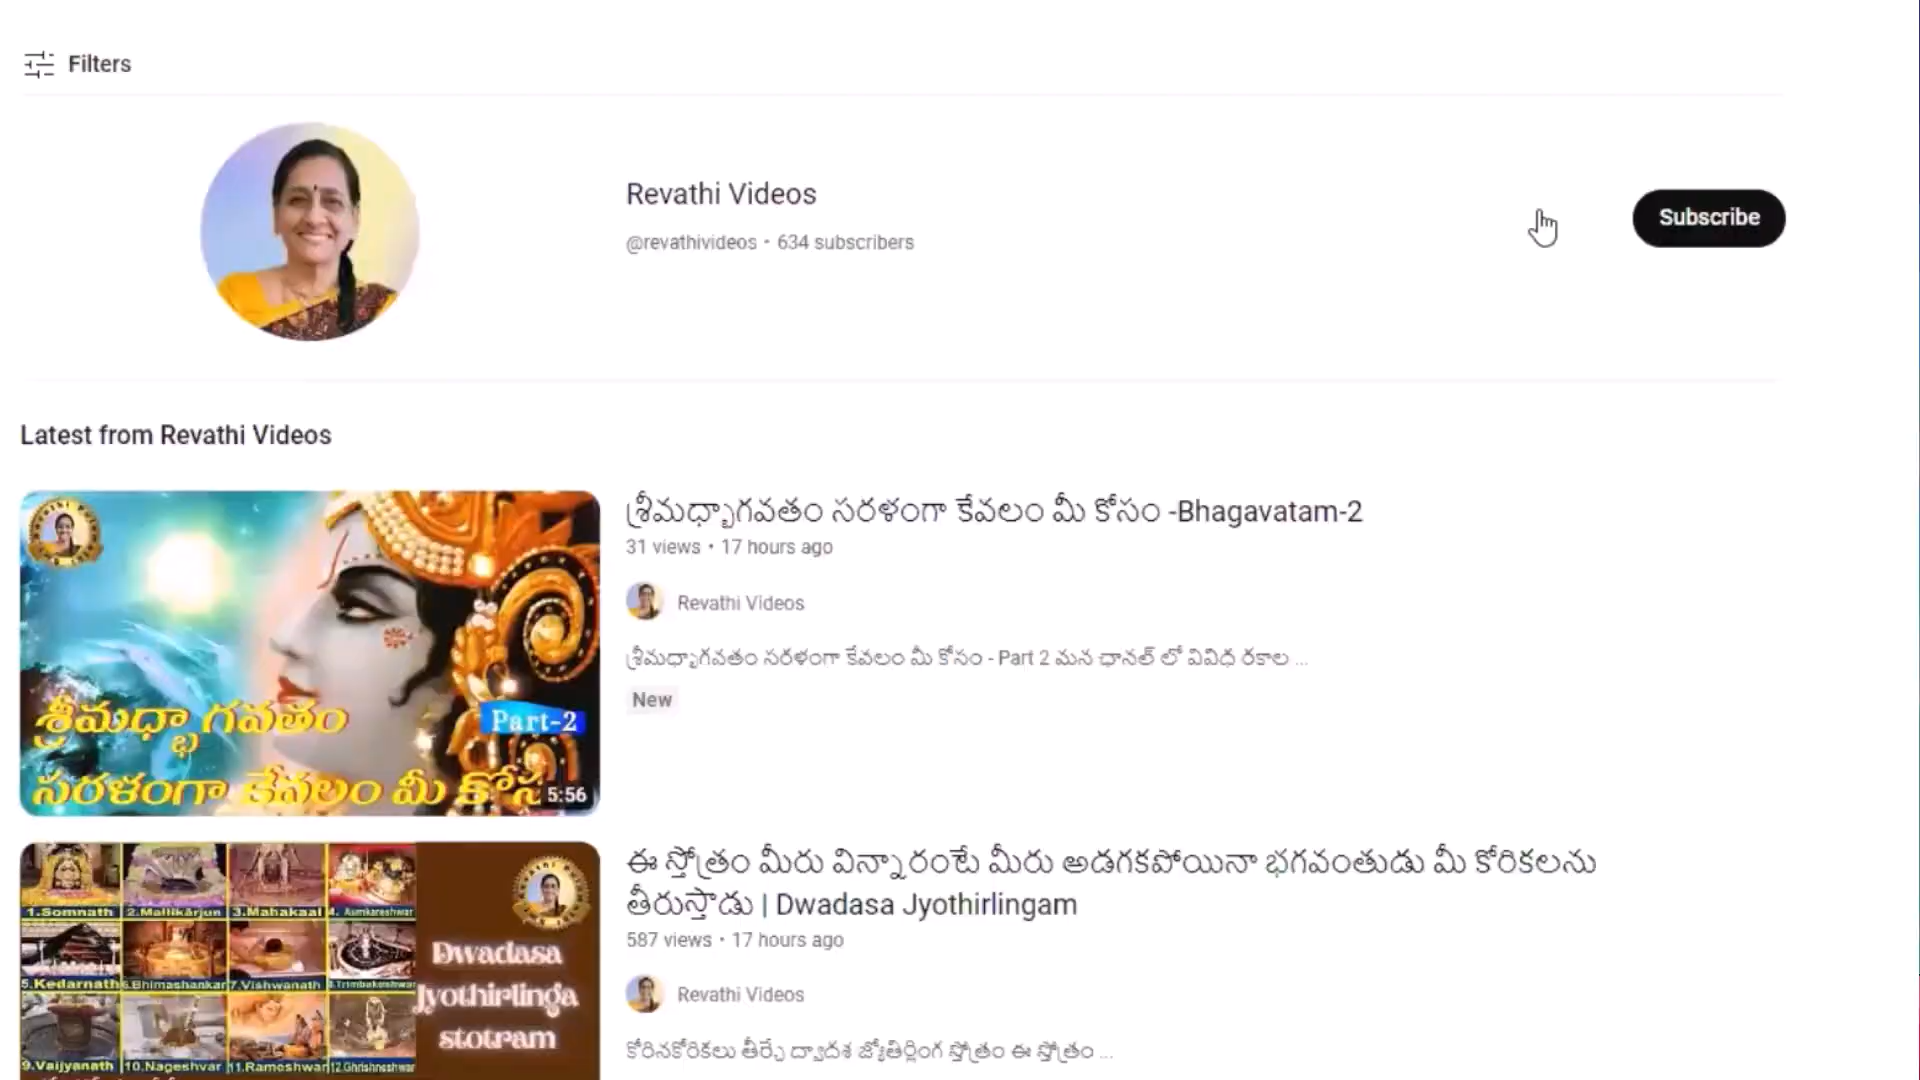 Filters
Revathi Videos
@revathivideos • 634 subscribers
Subscribe
Latest from Revathi Videos
శ్రీమధ్భాగవతం
Part-2
సరళంగా కేవలం మీ కోసం
5:56
శ్రీమధ్భాగవతం సరళంగా కేవలం మీ కోసం -Bhagavatam-2
31 views • 17 hours ago
Revathi Videos
శ్రీమధ్భాగవతం సరళంగా కేవలం మీ కోసం - Part 2 మన ఛానల్ లో వివిధ రకాల ...
New
1.Somnath 2.Mallikarjun 3.Mahakaal 4. Aumkareshwar
5.Kedarnath 6.Bhimashankar 7.Vishwanath 8.Trimbakeshwar
9.Vaijyanath 10.Nageshvar 11.Rameshwar 12.Ghrishneshwar
Dwadasa
Jyothirlinga
stotram
ఈ స్తోత్రం మీరు విన్నారంటే మీరు అడగకపోయినా భగవంతుడు మీ కోరికలను
తీరుస్తాడు | Dwadasa Jyothirlingam
587 views • 17 hours ago
Revathi Videos
కోరినకోరికలు తీర్చే ద్వాదశ జ్యోతిర్లింగ స్తోత్రం ఈ స్తోత్రం ...